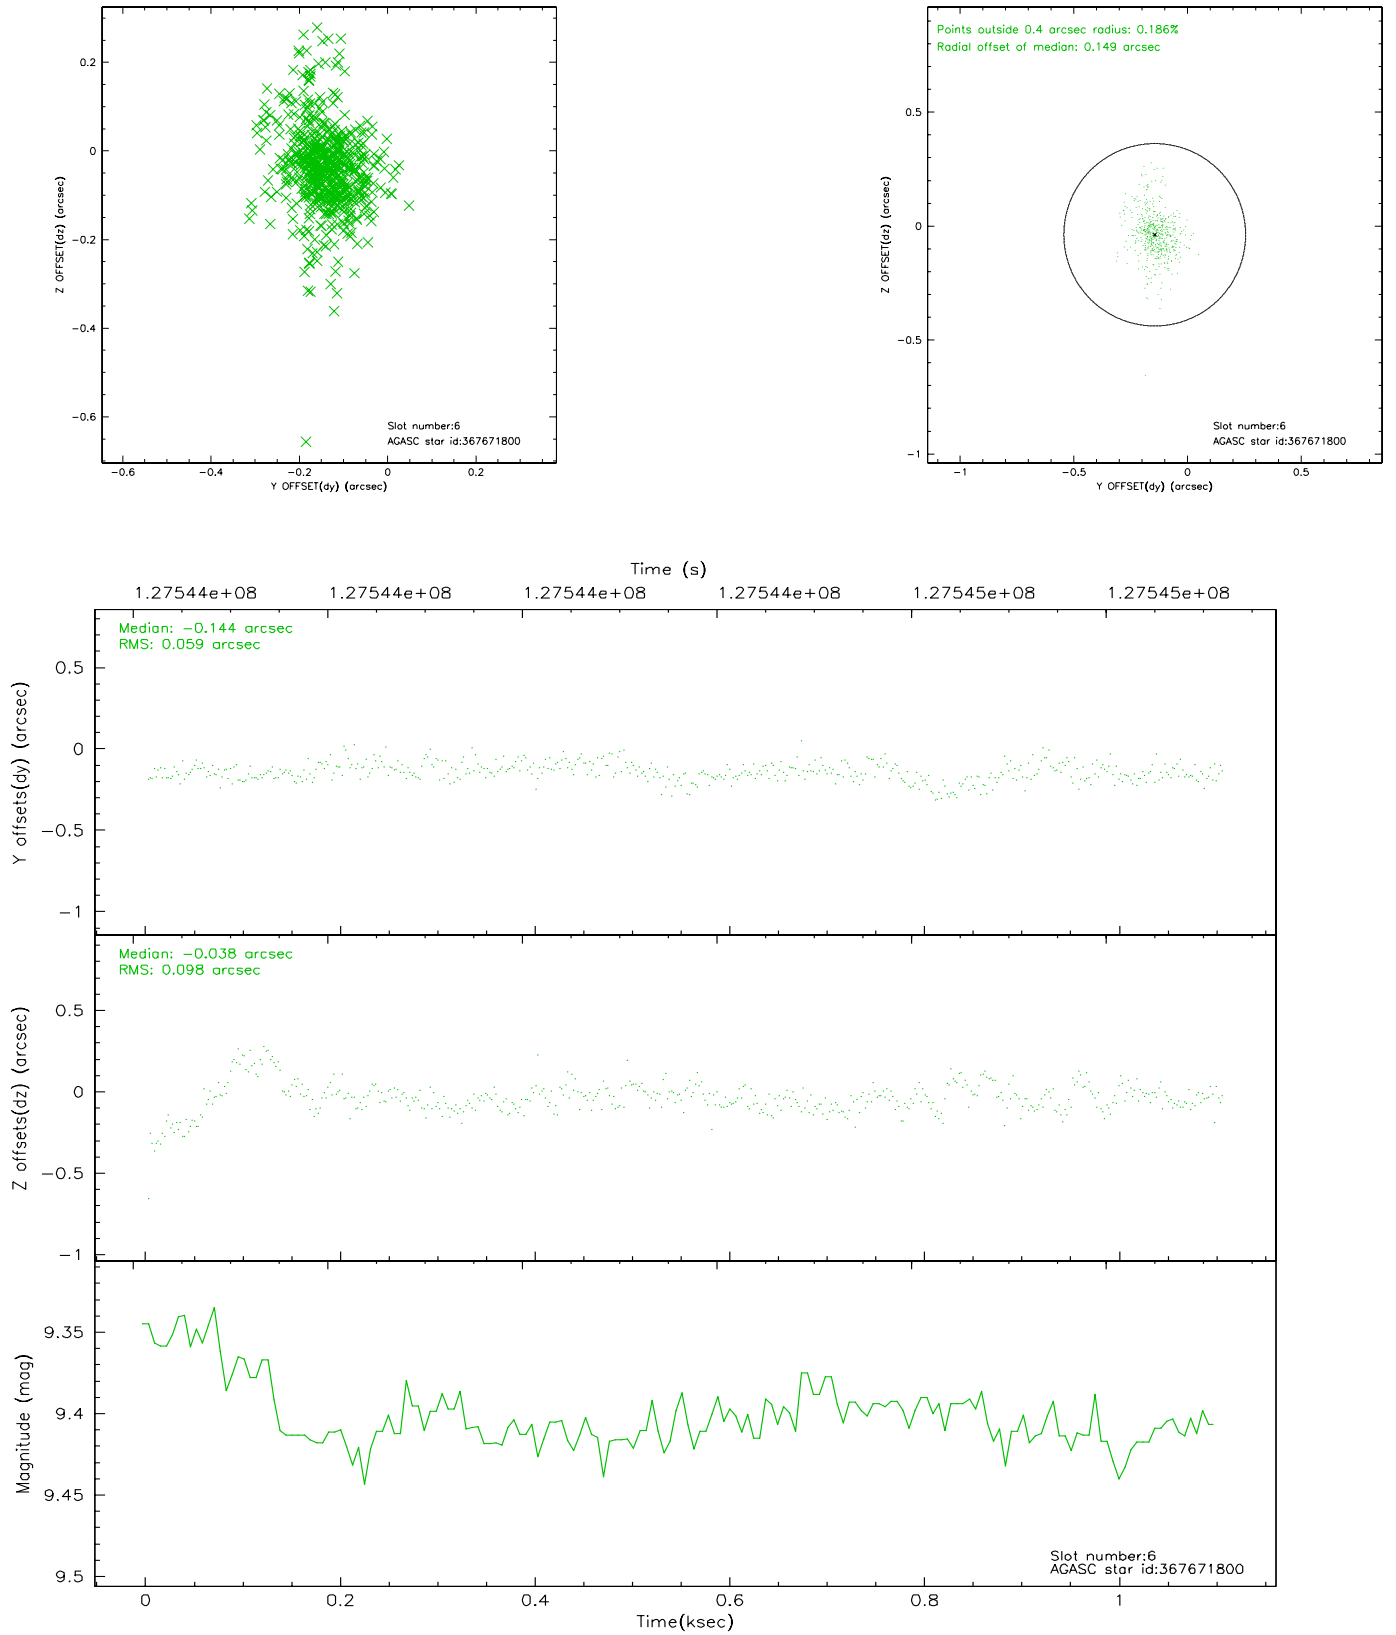 0.2
0
−0.2
−0.4
−0.6
Z OFFSET(dz) (arcsec)
Slot number:6
AGASC star id:367671800
−0.6 −0.4 −0.2 0 0.2
Y OFFSET(dy) (arcsec)
Points outside 0.4 arcsec radius: 0.186%
Radial offset of median: 0.149 arcsec
0.5
0
−0.5
−1
Z OFFSET(dz) (arcsec)
Slot number:6
AGASC star id:367671800
−1 −0.5 0 0.5
Y OFFSET(dy) (arcsec)
Time (s)
1.27544e+08 1.27544e+08 1.27544e+08 1.27544e+08 1.27545e+08 1.27545e+08
Median: −0.144 arcsec
RMS: 0.059 arcsec
0.5
0
−0.5
−1
Y offsets(dy) (arcsec)
Median: −0.038 arcsec
RMS: 0.098 arcsec
0.5
0
−0.5
−1
Z offsets(dz) (arcsec)
9.35
9.4
9.45
9.5
Magnitude (mag)
Slot number:6
AGASC star id:367671800
0 0.2 0.4 0.6 0.8 1
Time(ksec)